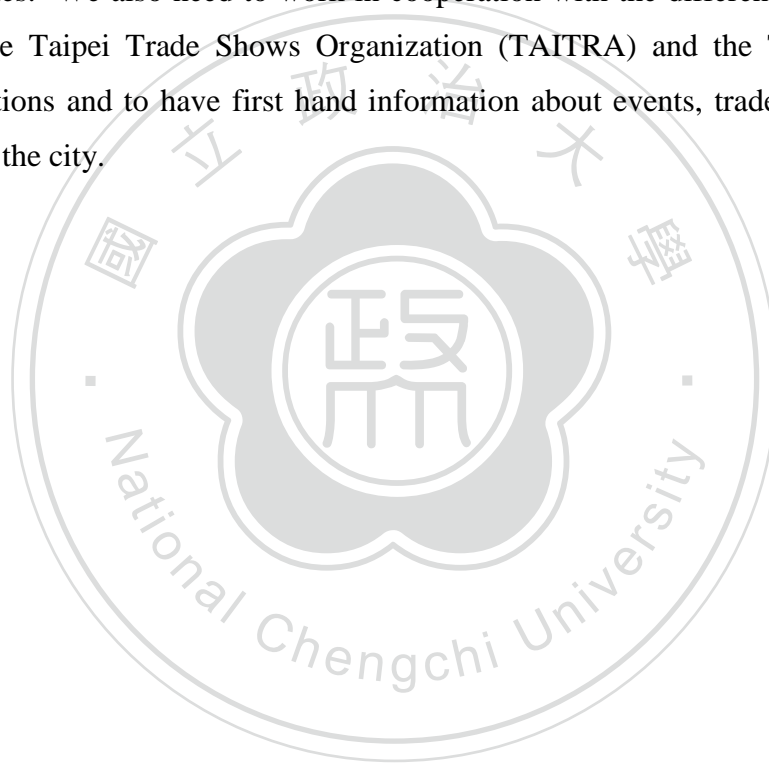 We also need to work in cooperation with the different
e Taipei Trade Shows Organization (TAITRA) and the
tions and to have first hand information about events, trade
the city.
國立政治大學
政
National Chengchi University